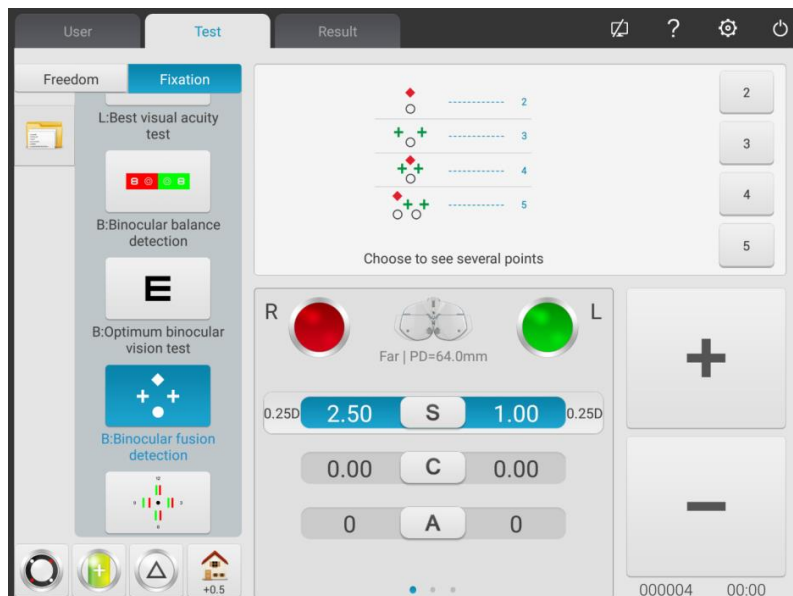 User
Test
Result
?
Freedom
Fixation
L:Best visual acuity
test
B:Binocular balance
detection
E
B:Optimum binocular
vision test
B:Binocular fusion
detection
2
3
4
5
Choose to see several points
2
3
4
5
R
L
Far | PD=64.0mm
0.25D 2.50 S 1.00 0.25D
0.00 C 0.00
0 A 0
+0.5
000004 00:00